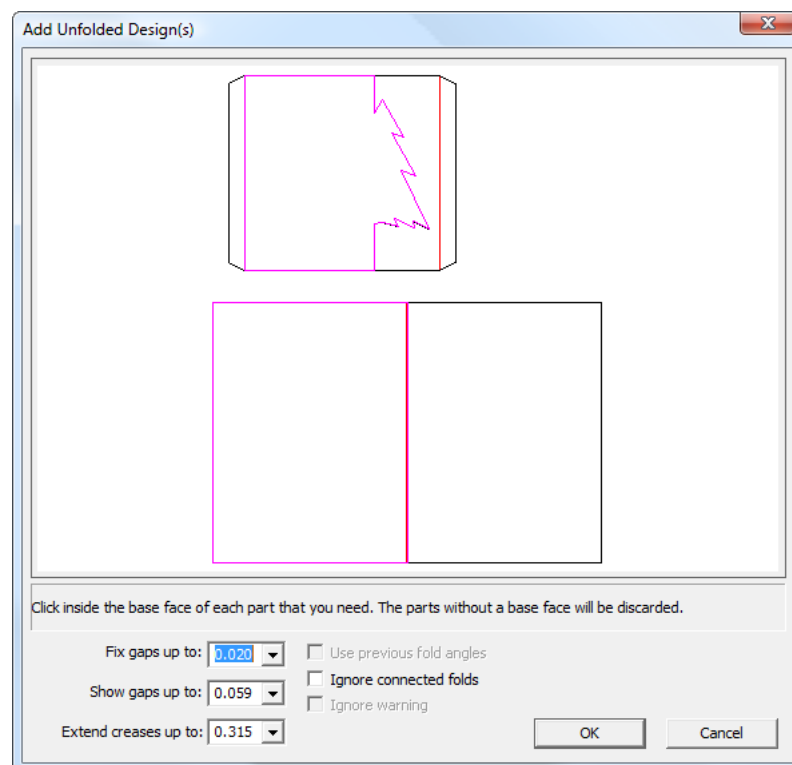 Add Unfolded Design(s)
Click inside the base face of each part that you need. The parts without a base face will be discarded.
Fix gaps up to: 0.020 Use previous fold angles
Show gaps up to: 0.059 Ignore connected folds
Ignore warning
Extend creases up to: 0.315 OK Cancel